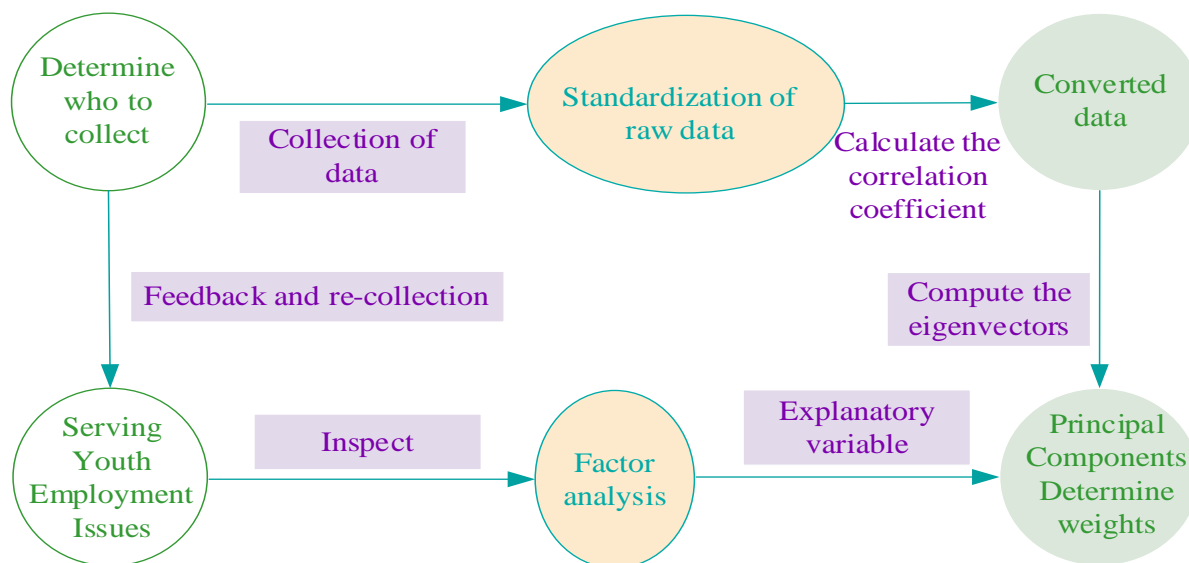 Determine
who to
collect
Collection of
data
Standardization of
raw data
Calculate the
correlation
coefficient
Converted
data
Feedback and re-collection
Compute the
eigenvectors
Serving
Youth
Employment
Issues
Inspect
Factor
analysis
Explanatory
variable
Principal
Components
Determine
weights